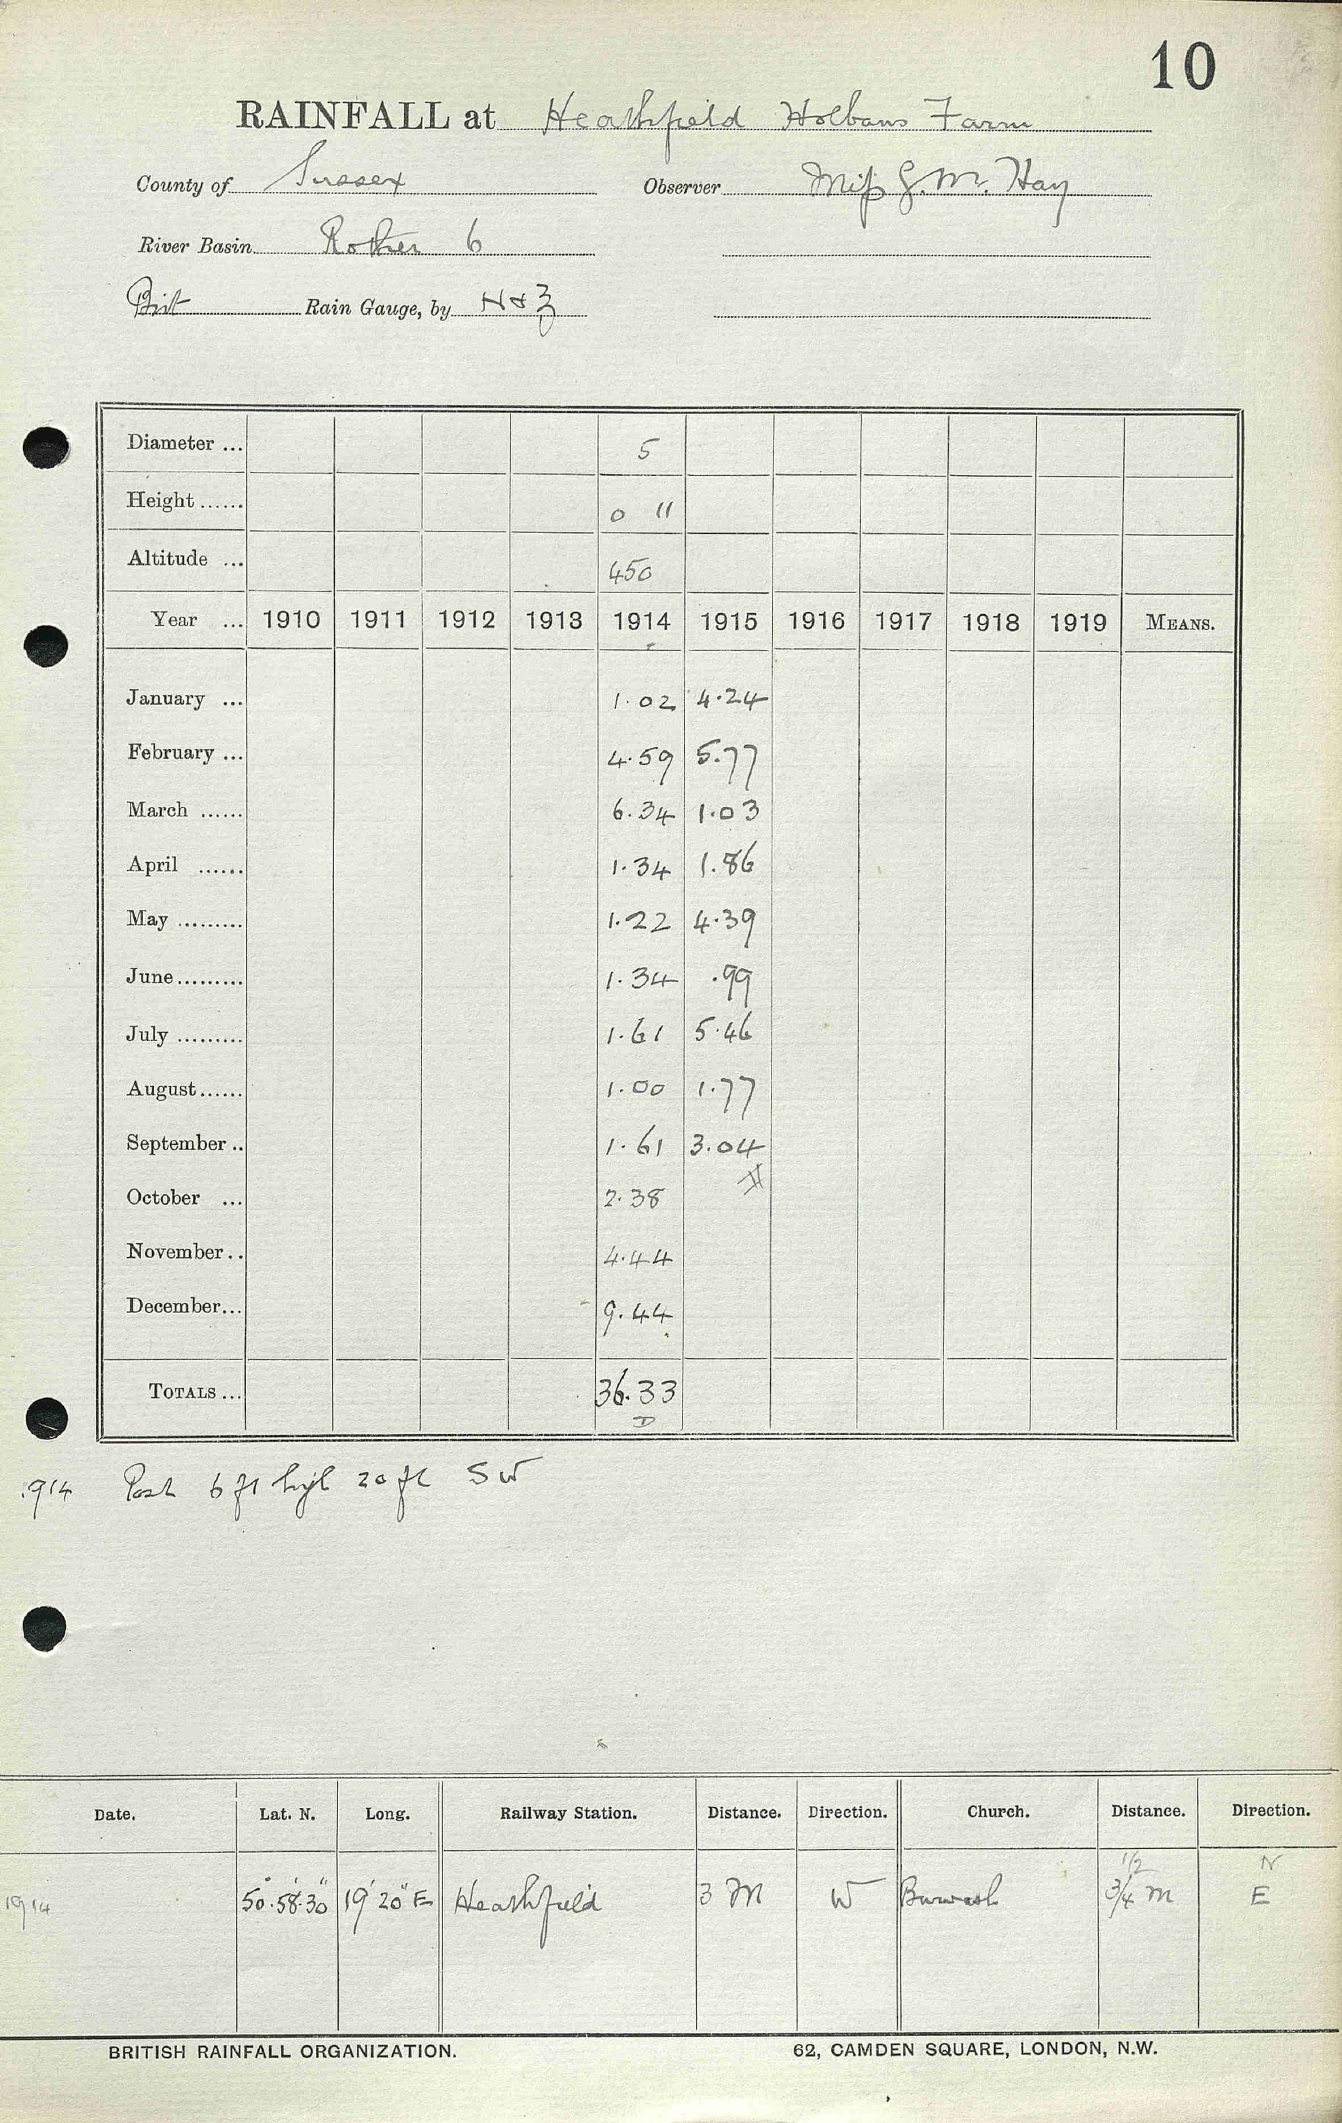 10
RAINFALL at Heathfield Holbans Farm
County of Sussex Observer Miss G. M. Hay
River Basin Rother 6
Brit Rain Gauge, by N & Z
Diameter ... 5
Height ...... 0 11
Altitude ... 450
Year ... 1910 1911 1912 1913 1914 1915 1916 1917 1918 1919 MEANS.
January ... 1.02 4.24
February ... 4.59 5.77
March ...... 6.34 1.03
April ...... 1.34 1.86
May ......... 1.22 4.39
June ......... 1.34 .99
July ......... 1.61 5.46
August ...... 1.00 1.77
September .. 1.61 3.04
October ... 2.38
November .. 4.44
December ... 9.44
TOTALS ... 36.33
D
1914 Post 6 ft high 20 ft SW
Date. Lat. N. Long. Railway Station. Distance. Direction. Church. Distance. Direction.
1/2 N
1914 50° 58' 30" 19' 20" E Heathfield 3 M W Burwash 3/4 m E
BRITISH RAINFALL ORGANIZATION. 62, CAMDEN SQUARE, LONDON, N.W.